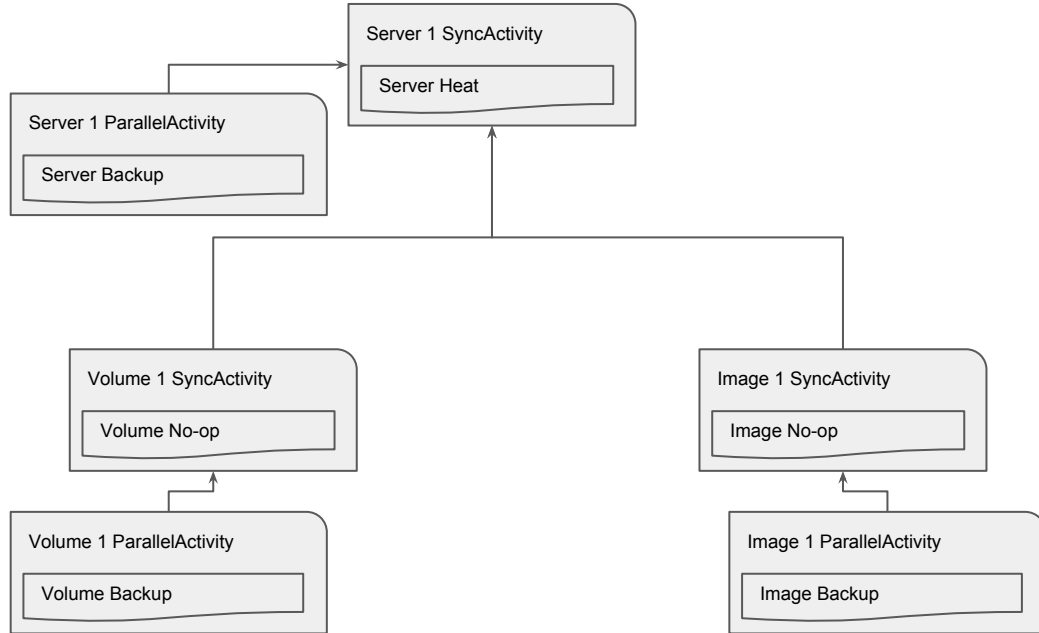 Server 1 SyncActivity
Server Heat
Server 1 ParallelActivity
Server Backup
Volume 1 SyncActivity
Volume No-op
Image 1 SyncActivity
Image No-op
Volume 1 ParallelActivity
Volume Backup
Image 1 ParallelActivity
Image Backup